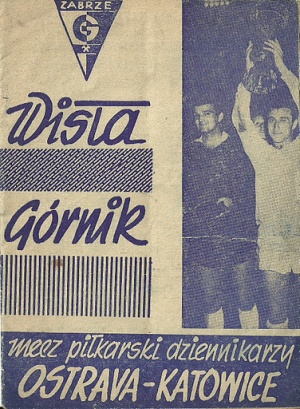 ZABRZE
G
Wisła
Górnik
mecz piłkarski dziennikarzy
OSTRAVA-KATOWICE